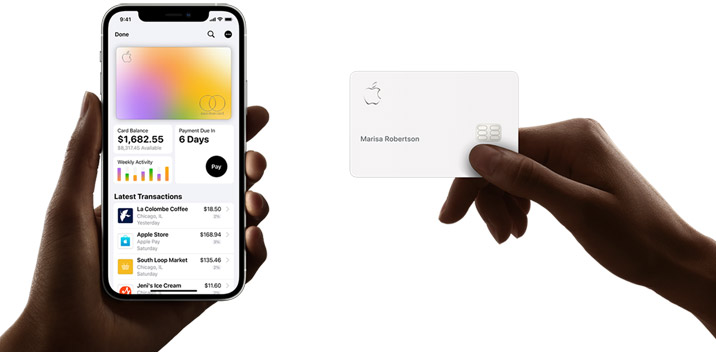 9:41
Done
Card Balance
$1,682.55
$8,317.45 Available
Payment Due In
6 Days
Weekly Activity
Pay
Latest Transactions
La Colombe Coffee
$18.50
Chicago, IL
2%
Yesterday
Apple Store
$168.94
Apple Pay
3%
Saturday
South Loop Market
$135.46
Chicago, IL
2%
Saturday
Jeni's Ice Cream
$11.60
Marisa Robertson